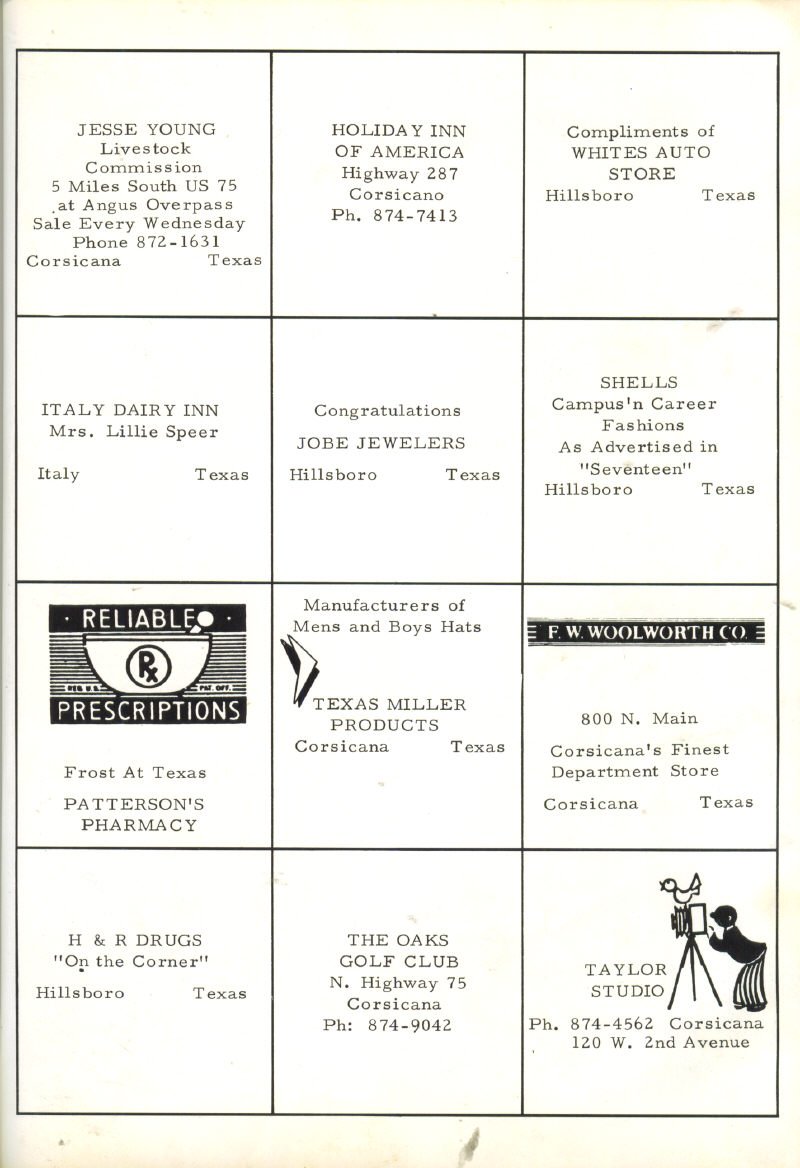 JESSE YOUNG
Livestock
Commission
5 Miles South US 75
at Angus Overpass
Sale Every Wednesday
Phone 872-1631
Corsicana Texas
HOLIDAY INN
OF AMERICA
Highway 287
Corsicano
Ph. 874-7413
Compliments of
WHITES AUTO
STORE
Hillsboro Texas
ITALY DAIRY INN
Mrs. Lillie Speer
Italy Texas
Congratulations
JOBE JEWELERS
Hillsboro Texas
SHELLS
Campus'n Career
Fashions
As Advertised in
"Seventeen"
Hillsboro Texas
· RELIABLE ·
Rx
REG U.S. PAT. OFF.
PRESCRIPTIONS
Frost At Texas
PATTERSON'S
PHARMACY
Manufacturers of
Mens and Boys Hats
TEXAS MILLER
PRODUCTS
Corsicana Texas
F. W. WOOLWORTH CO.
800 N. Main
Corsicana's Finest
Department Store
Corsicana Texas
H & R DRUGS
"On the Corner"
Hillsboro Texas
THE OAKS
GOLF CLUB
N. Highway 75
Corsicana
Ph: 874-9042
TAYLOR
STUDIO
Ph. 874-4562 Corsicana
120 W. 2nd Avenue